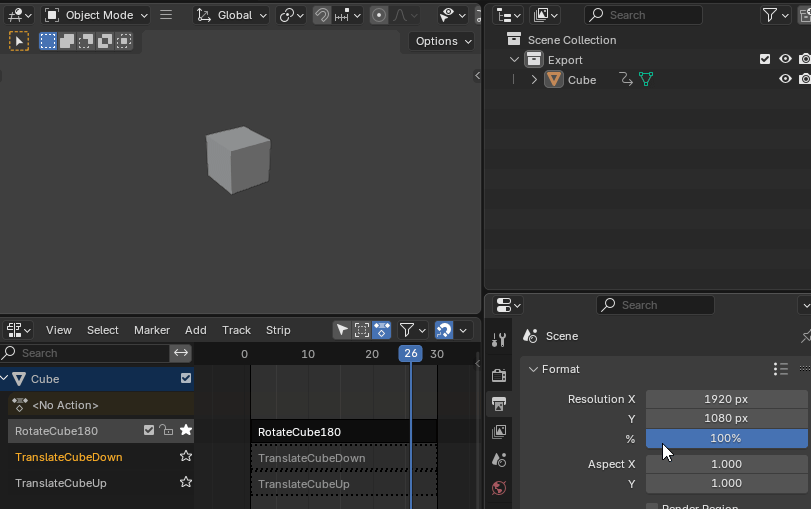 Object Mode
Global
Options
Search
Scene Collection
Export
Cube
Search
Scene
Format
Resolution X 1920 px
Y 1080 px
% 100%
Aspect X 1.000
Y 1.000
Render Region
View Select Marker Add Track Strip
Search
0 10 20 26 30
Cube
<No Action>
RotateCube180 RotateCube180
TranslateCubeDown TranslateCubeDown
TranslateCubeUp TranslateCubeUp